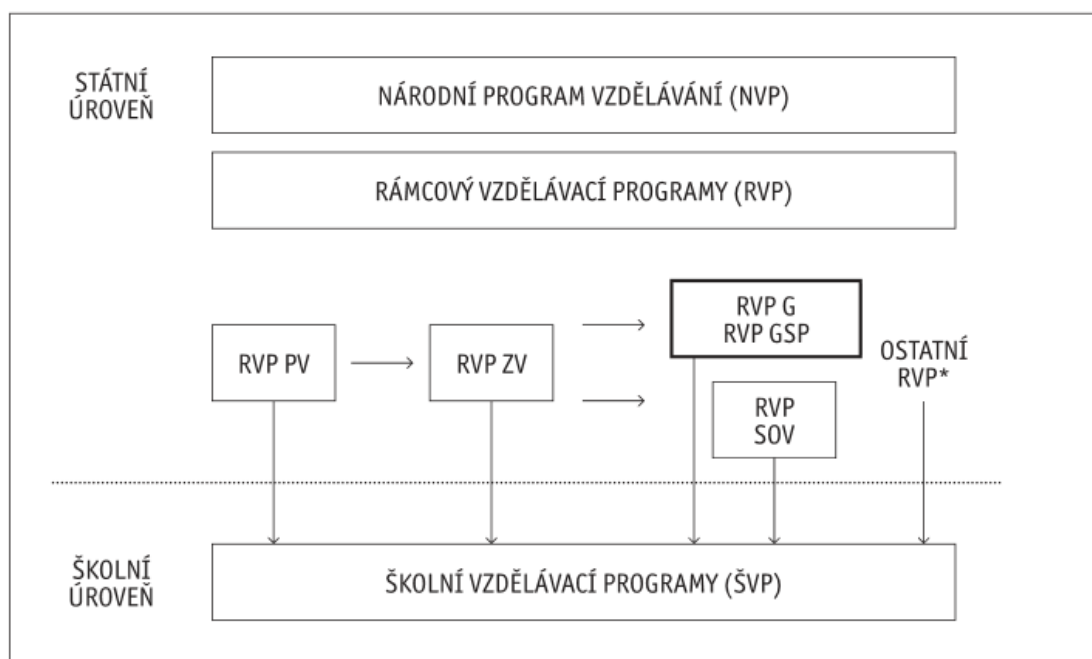 STÁTNÍ
ÚROVEŇ
NÁRODNÍ PROGRAM VZDĚLÁVÁNÍ (NVP)
RÁMCOVÝ VZDĚLÁVACÍ PROGRAMY (RVP)
RVP PV
RVP ZV
RVP G
RVP GSP
RVP
SOV
OSTATNÍ
RVP*
ŠKOLNÍ
ÚROVEŇ
ŠKOLNÍ VZDĚLÁVACÍ PROGRAMY (ŠVP)